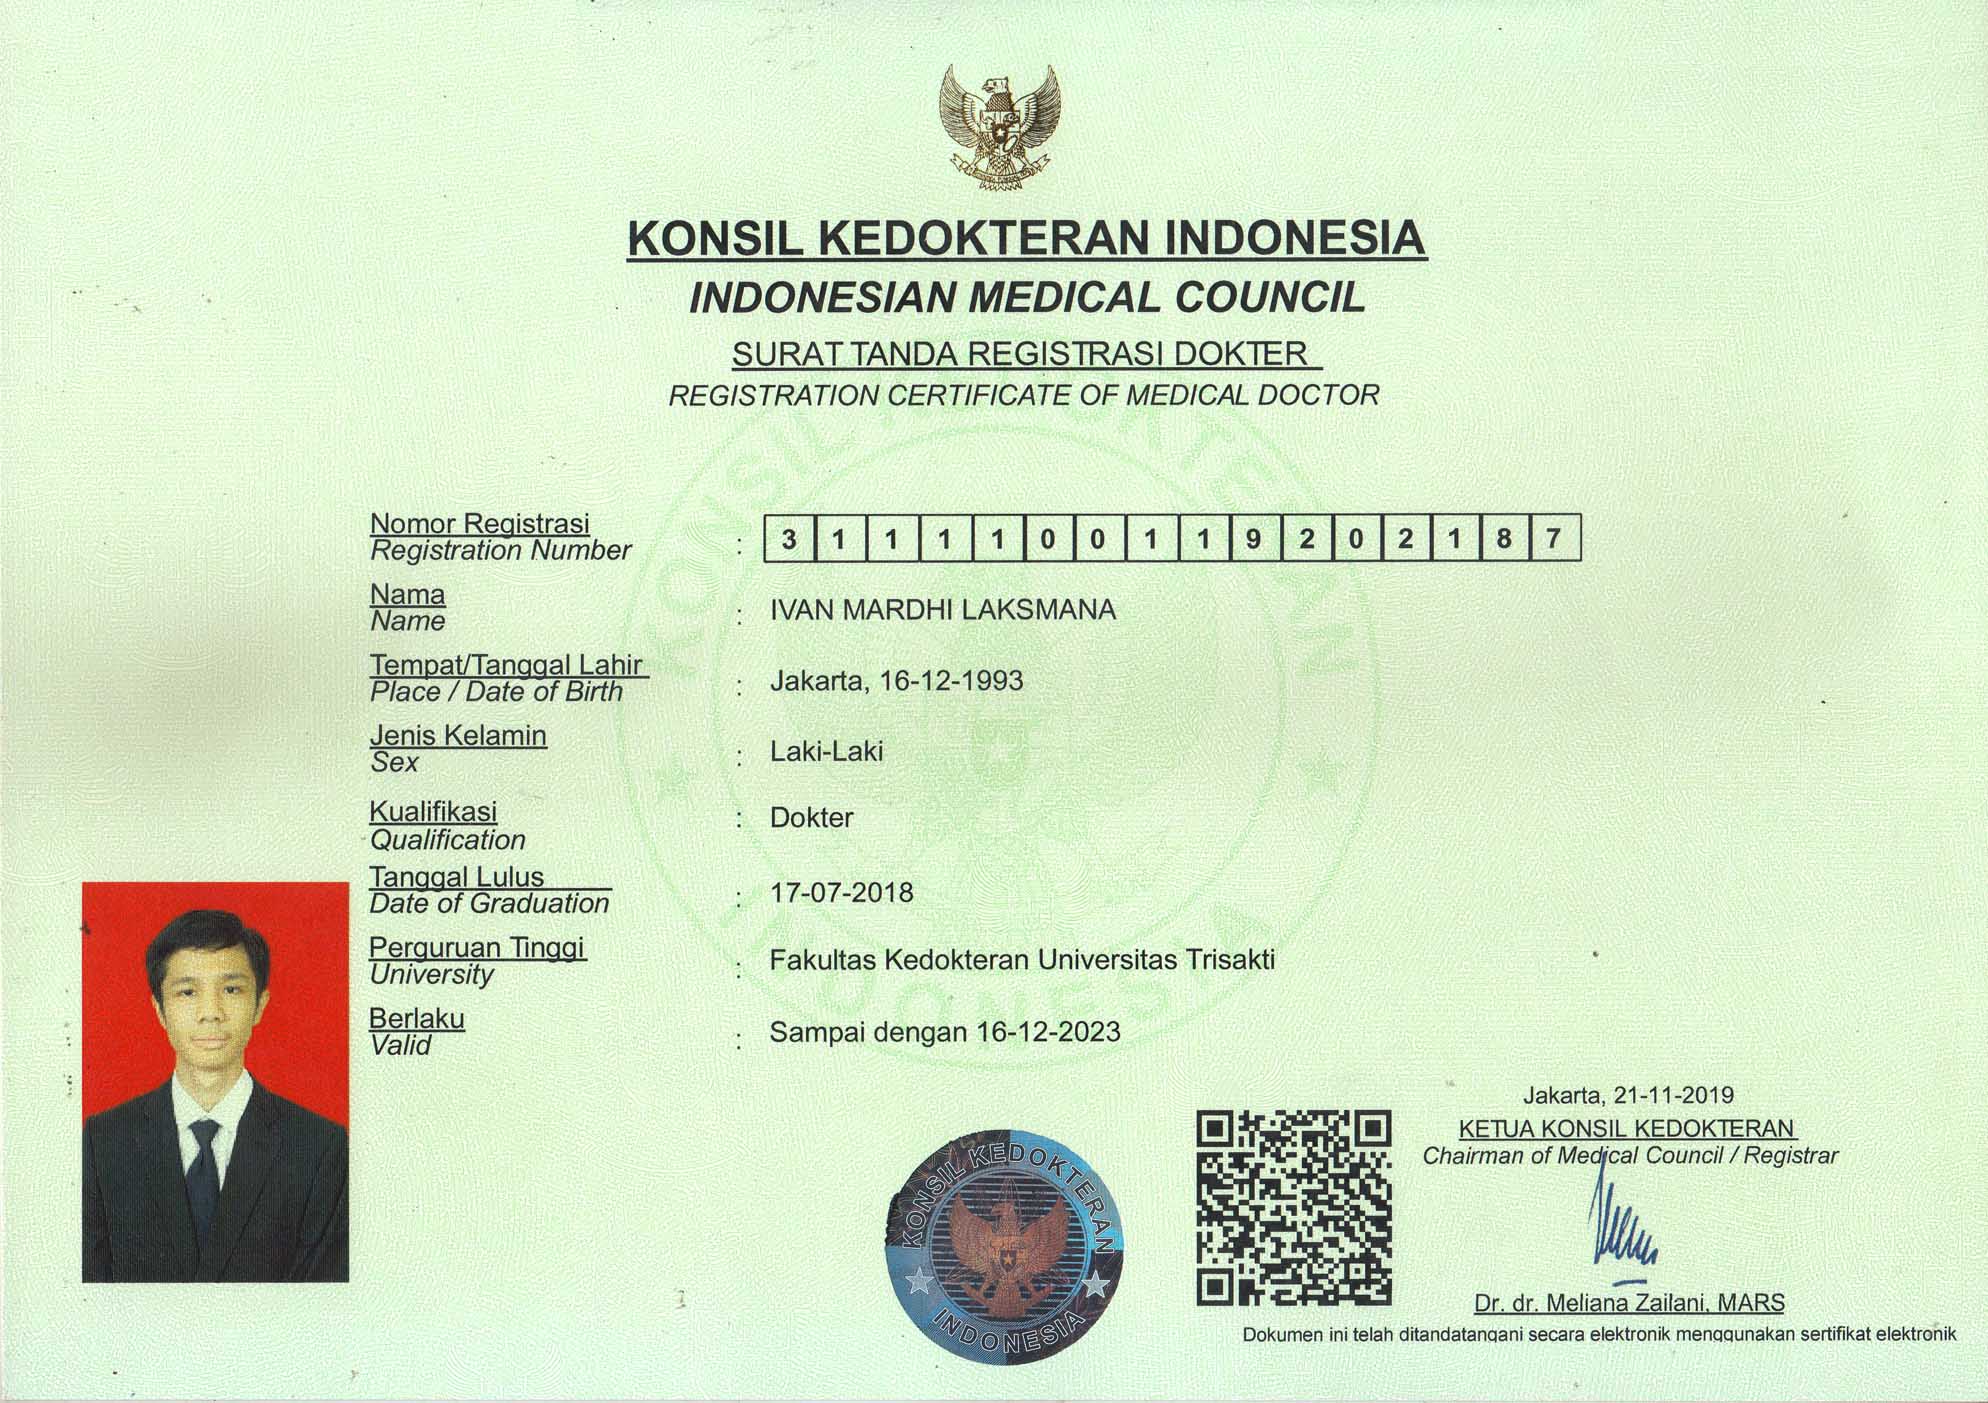 KONSIL KEDOKTERAN INDONESIA
INDONESIAN MEDICAL COUNCIL
SURAT TANDA REGISTRASI DOKTER
REGISTRATION CERTIFICATE OF MEDICAL DOCTOR
Nomor Registrasi
Registration Number : 3 1 1 1 1 0 0 1 1 9 2 0 2 1 8 7
Nama
Name : IVAN MARDHI LAKSMANA
Tempat/Tanggal Lahir
Place / Date of Birth : Jakarta, 16-12-1993
Jenis Kelamin
Sex : Laki-Laki
Kualifikasi
Qualification : Dokter
Tanggal Lulus
Date of Graduation : 17-07-2018
Perguruan Tinggi
University : Fakultas Kedokteran Universitas Trisakti
Berlaku
Valid : Sampai dengan 16-12-2023
Jakarta, 21-11-2019
KETUA KONSIL KEDOKTERAN
Chairman of Medical Council / Registrar
Dr. dr. Meliana Zailani, MARS
Dokumen ini telah ditandatangani secara elektronik menggunakan sertifikat elektronik
KONSIL KEDOKTERAN
INDONESIA
KONSIL KEDOKTERAN
INDONESIA